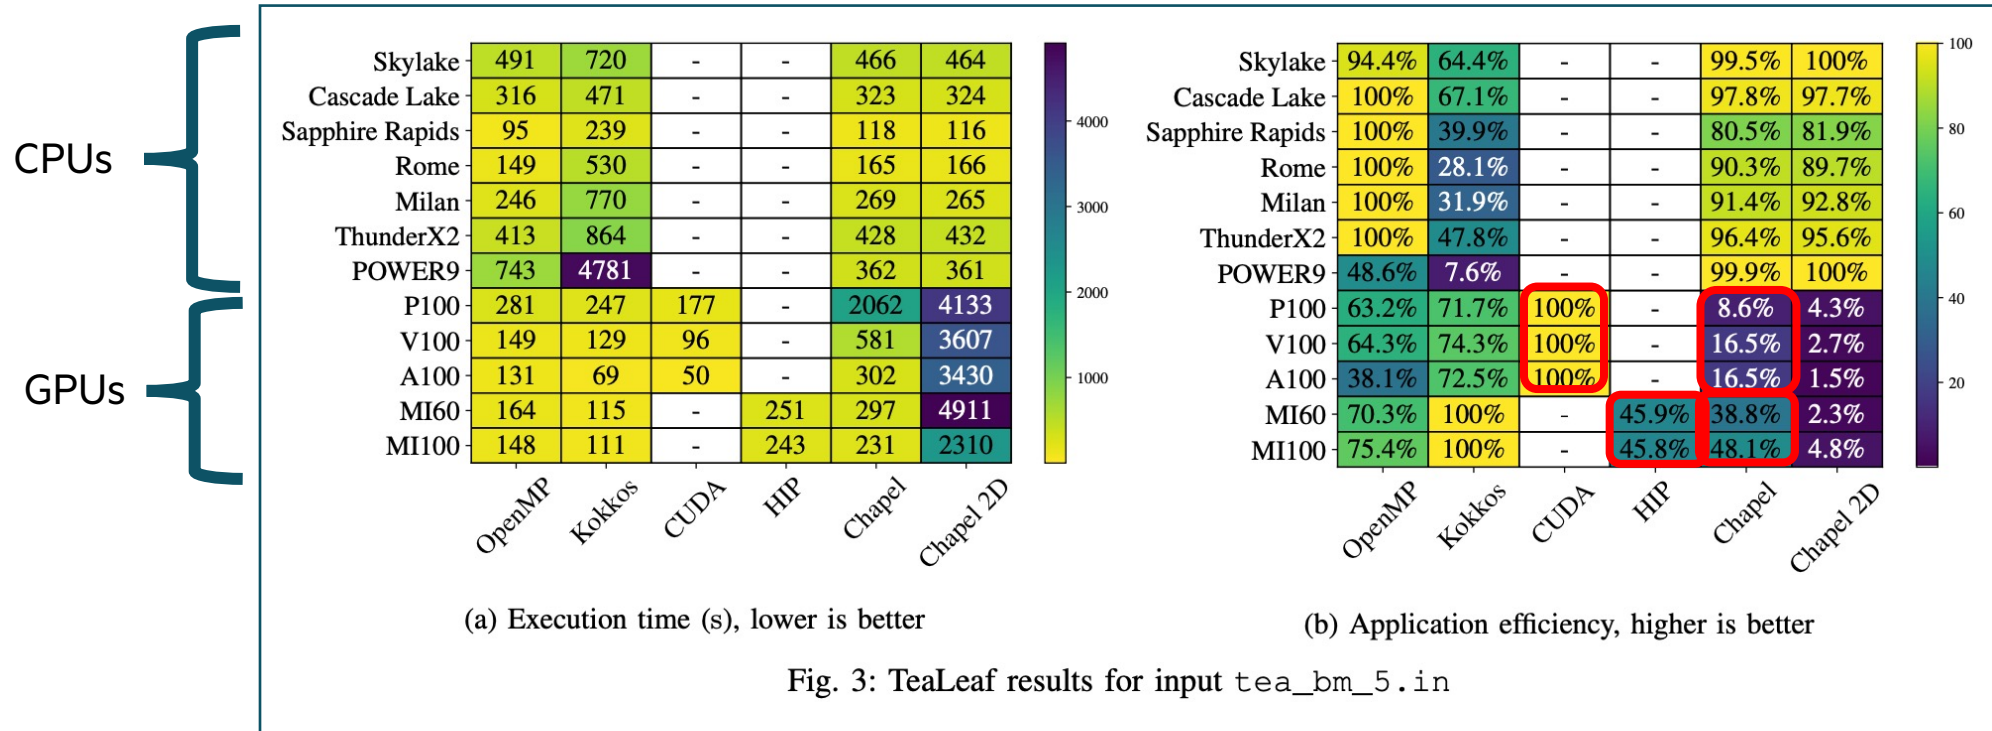 CPUs
GPUs
Skylake 491 720 - - 466 464
Cascade Lake 316 471 - - 323 324
Sapphire Rapids 95 239 - - 118 116
Rome 149 530 - - 165 166
Milan 246 770 - - 269 265
ThunderX2 413 864 - - 428 432
POWER9 743 4781 - - 362 361
P100 281 247 177 - 2062 4133
V100 149 129 96 - 581 3607
A100 131 69 50 - 302 3430
MI60 164 115 - 251 297 4911
MI100 148 111 - 243 231 2310
OpenMP Kokkos CUDA HIP Chapel Chapel 2D
4000
3000
2000
1000
(a) Execution time (s), lower is better
Skylake 94.4% 64.4% - - 99.5% 100%
Cascade Lake 100% 67.1% - - 97.8% 97.7%
Sapphire Rapids 100% 39.9% - - 80.5% 81.9%
Rome 100% 28.1% - - 90.3% 89.7%
Milan 100% 31.9% - - 91.4% 92.8%
ThunderX2 100% 47.8% - - 96.4% 95.6%
POWER9 48.6% 7.6% - - 99.9% 100%
P100 63.2% 71.7% 100% - 8.6% 4.3%
V100 64.3% 74.3% 100% - 16.5% 2.7%
A100 38.1% 72.5% 100% - 16.5% 1.5%
MI60 70.3% 100% - 45.9% 38.8% 2.3%
MI100 75.4% 100% - 45.8% 48.1% 4.8%
OpenMP Kokkos CUDA HIP Chapel Chapel 2D
100
80
60
40
20
(b) Application efficiency, higher is better
Fig. 3: TeaLeaf results for input tea_bm_5.in